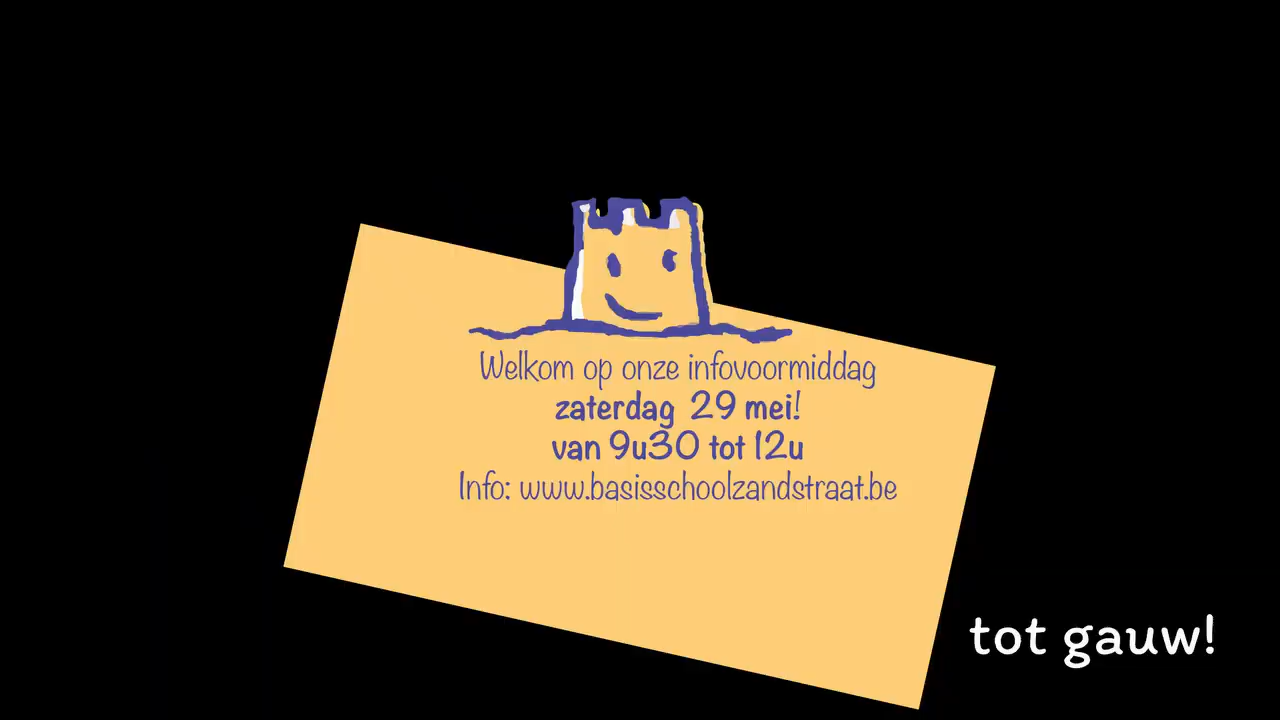 Welkom op onze infovoormiddag
zaterdag 29 mei!
van 9u30 tot 12u
Info: www.basisschoolzandstraat.be
tot gauw!